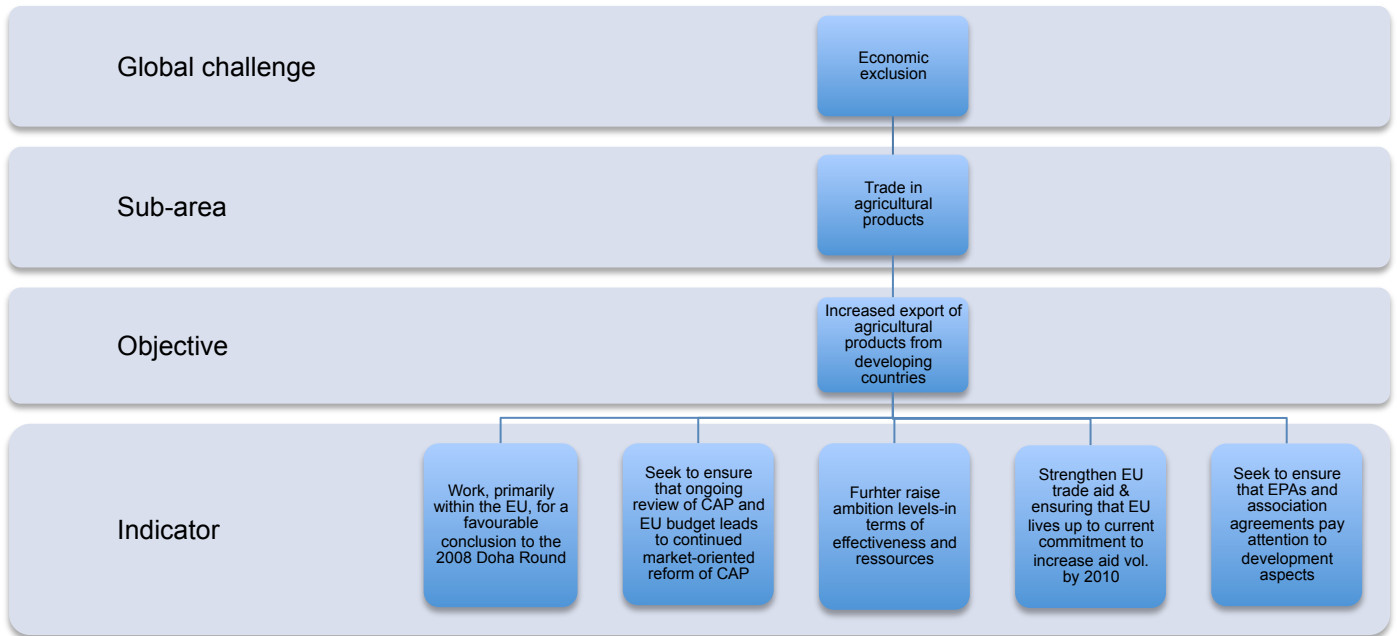 Global challenge
Economic
exclusion
Sub-area
Trade in
agricultural
products
Objective
Increased export of
agricultural
products from
developing
countries
Indicator
Work, primarily
within the EU, for a
favourable
conclusion to the
2008 Doha Round
Seek to ensure
that ongoing
review of CAP and
EU budget leads
to continued
market-oriented
reform of CAP
Furhter raise
ambition levels-in
terms of
effectiveness and
ressources
Strengthen EU
trade aid &
ensuring that EU
lives up to current
commitment to
increase aid vol.
by 2010
Seek to ensure
that EPAs and
association
agreements pay
attention to
development
aspects